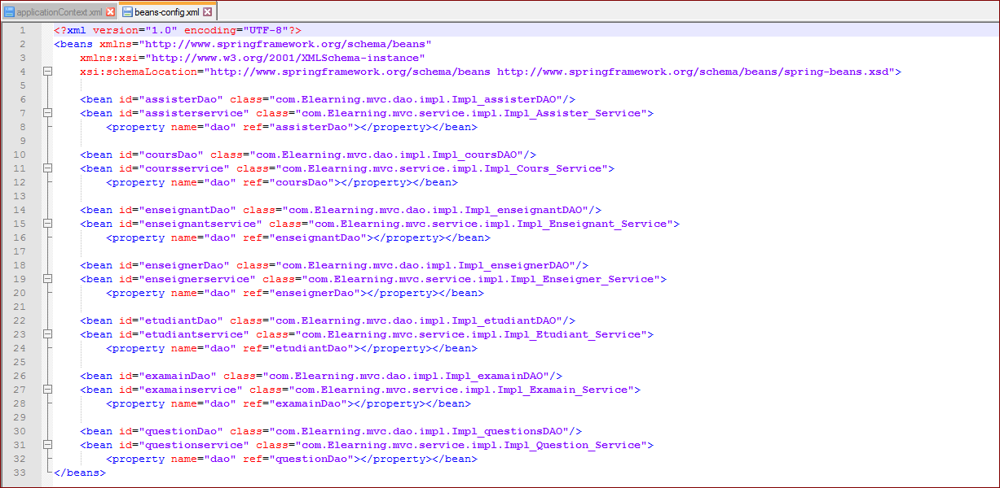 applicationContext.xml beans-config.xml
1 <?xml version="1.0" encoding="UTF-8"?>
2 <beans xmlns="http://www.springframework.org/schema/beans"
3 xmlns:xsi="http://www.w3.org/2001/XMLSchema-instance"
4 xsi:schemaLocation="http://www.springframework.org/schema/beans http://www.springframework.org/schema/beans/spring-beans.xsd">
5
6 <bean id="assisterDao" class="com.Elearning.mvc.dao.impl.Impl_assisterDAO"/>
7 <bean id="assisterservice" class="com.Elearning.mvc.service.impl.Impl_Assister_Service">
8 <property name="dao" ref="assisterDao"></property></bean>
9
10 <bean id="coursDao" class="com.Elearning.mvc.dao.impl.Impl_coursDAO"/>
11 <bean id="coursservice" class="com.Elearning.mvc.service.impl.Impl_Cours_Service">
12 <property name="dao" ref="coursDao"></property></bean>
13
14 <bean id="enseignantDao" class="com.Elearning.mvc.dao.impl.Impl_enseignantDAO"/>
15 <bean id="enseignantservice" class="com.Elearning.mvc.service.impl.Impl_Enseignant_Service">
16 <property name="dao" ref="enseignantDao"></property></bean>
17
18 <bean id="enseignerDao" class="com.Elearning.mvc.dao.impl.Impl_enseignerDAO"/>
19 <bean id="enseignerservice" class="com.Elearning.mvc.service.impl.Impl_Enseigner_Service">
20 <property name="dao" ref="enseignerDao"></property></bean>
21
22 <bean id="etudiantDao" class="com.Elearning.mvc.dao.impl.Impl_etudiantDAO"/>
23 <bean id="etudiantservice" class="com.Elearning.mvc.service.impl.Impl_Etudiant_Service">
24 <property name="dao" ref="etudiantDao"></property></bean>
25
26 <bean id="examainDao" class="com.Elearning.mvc.dao.impl.Impl_examainDAO"/>
27 <bean id="examainservice" class="com.Elearning.mvc.service.impl.Impl_Examain_Service">
28 <property name="dao" ref="examainDao"></property></bean>
29
30 <bean id="questionDao" class="com.Elearning.mvc.dao.impl.Impl_questionsDAO"/>
31 <bean id="questionservice" class="com.Elearning.mvc.service.impl.Impl_Question_Service">
32 <property name="dao" ref="questionDao"></property></bean>
33 </beans>